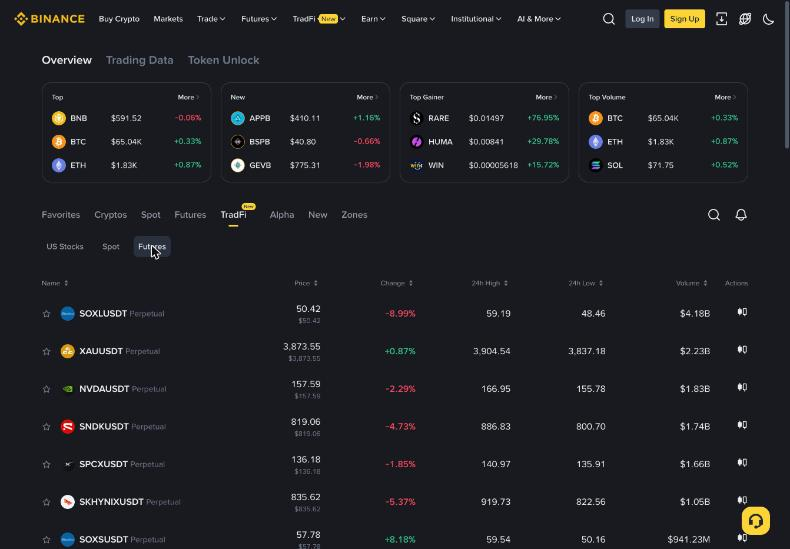 BINANCE Buy Crypto Markets Trade Futures TradFi New Earn Square Institutional AI & More Log In Sign Up
Overview Trading Data Token Unlock
Top More
BNB $591.52 -0.06%
BTC $65.04K +0.33%
ETH $1.83K +0.87%
New More
APPB $410.11 +1.16%
BSPB $40.80 -0.66%
GEVB $775.31 -1.98%
Top Gainer More
RARE $0.01497 +76.95%
HUMA $0.00841 +29.78%
WIN $0.00005618 +15.72%
Top Volume More
BTC $65.04K +0.33%
ETH $1.83K +0.87%
SOL $71.75 +0.52%
Favorites Cryptos Spot Futures TradFi New Alpha New Zones
US Stocks Spot Futures
Name Price Change 24h High 24h Low Volume Actions
SOXLUSDT Perpetual 50.42 -8.99% 59.19 48.46 $4.18B
$50.42
XAUUSDT Perpetual 3,873.55 +0.87% 3,904.54 3,837.18 $2.23B
$3,873.55
NVDAUSDT Perpetual 157.59 -2.29% 166.95 155.78 $1.83B
$157.59
SNDKUSDT Perpetual 819.06 -4.73% 886.83 800.70 $1.74B
$819.06
SPCXUSDT Perpetual 136.18 -1.85% 140.97 135.91 $1.66B
$136.18
SKHYNIXUSDT Perpetual 835.62 -5.37% 919.73 822.56 $1.05B
$835.62
SOXSUSDT Perpetual 57.78 +8.18% 59.54 50.16 $941.23M
$57.78